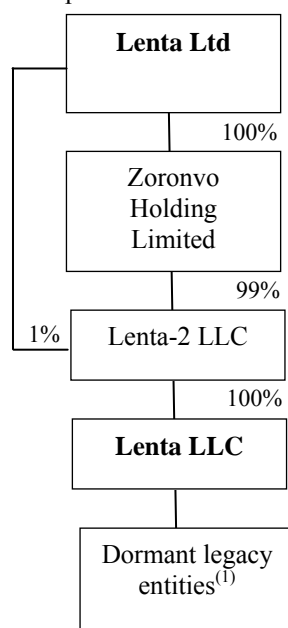 Lenta Ltd
100%
Zoronvo
Holding
Limited
99%
1%
Lenta-2 LLC
100%
Lenta LLC
Dormant legacy
entities(1)